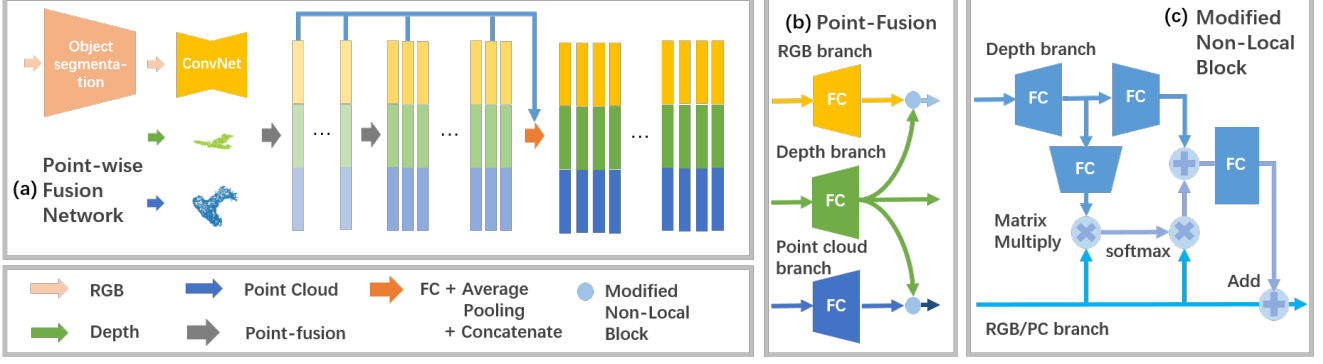 Object
segmenta-
tion
ConvNet
...
...
...
...
(a) Point-wise
Fusion
Network
RGB
Depth
Point Cloud
Point-fusion
FC + Average
Pooling
+ Concatenate
Modified
Non-Local
Block
(b) Point-Fusion
RGB branch
FC
Depth branch
FC
Point cloud
branch
FC
(c) Modified
Non-Local
Block
Depth branch
FC
FC
FC
FC
Matrix
Multiply
softmax
Add
RGB/PC branch